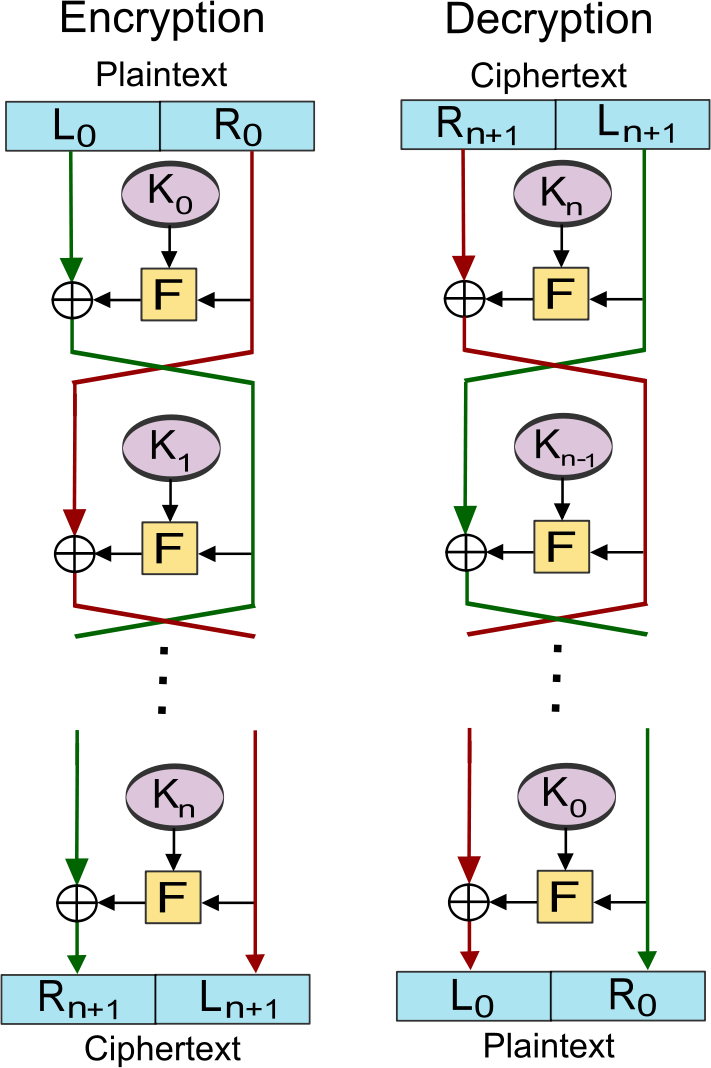 Encryption
Plaintext
L0 R0
K0
F
K1
F
Kn
F
Rn+1 Ln+1
Ciphertext
Decryption
Ciphertext
Rn+1 Ln+1
Kn
F
Kn-1
F
K0
F
L0 R0
Plaintext